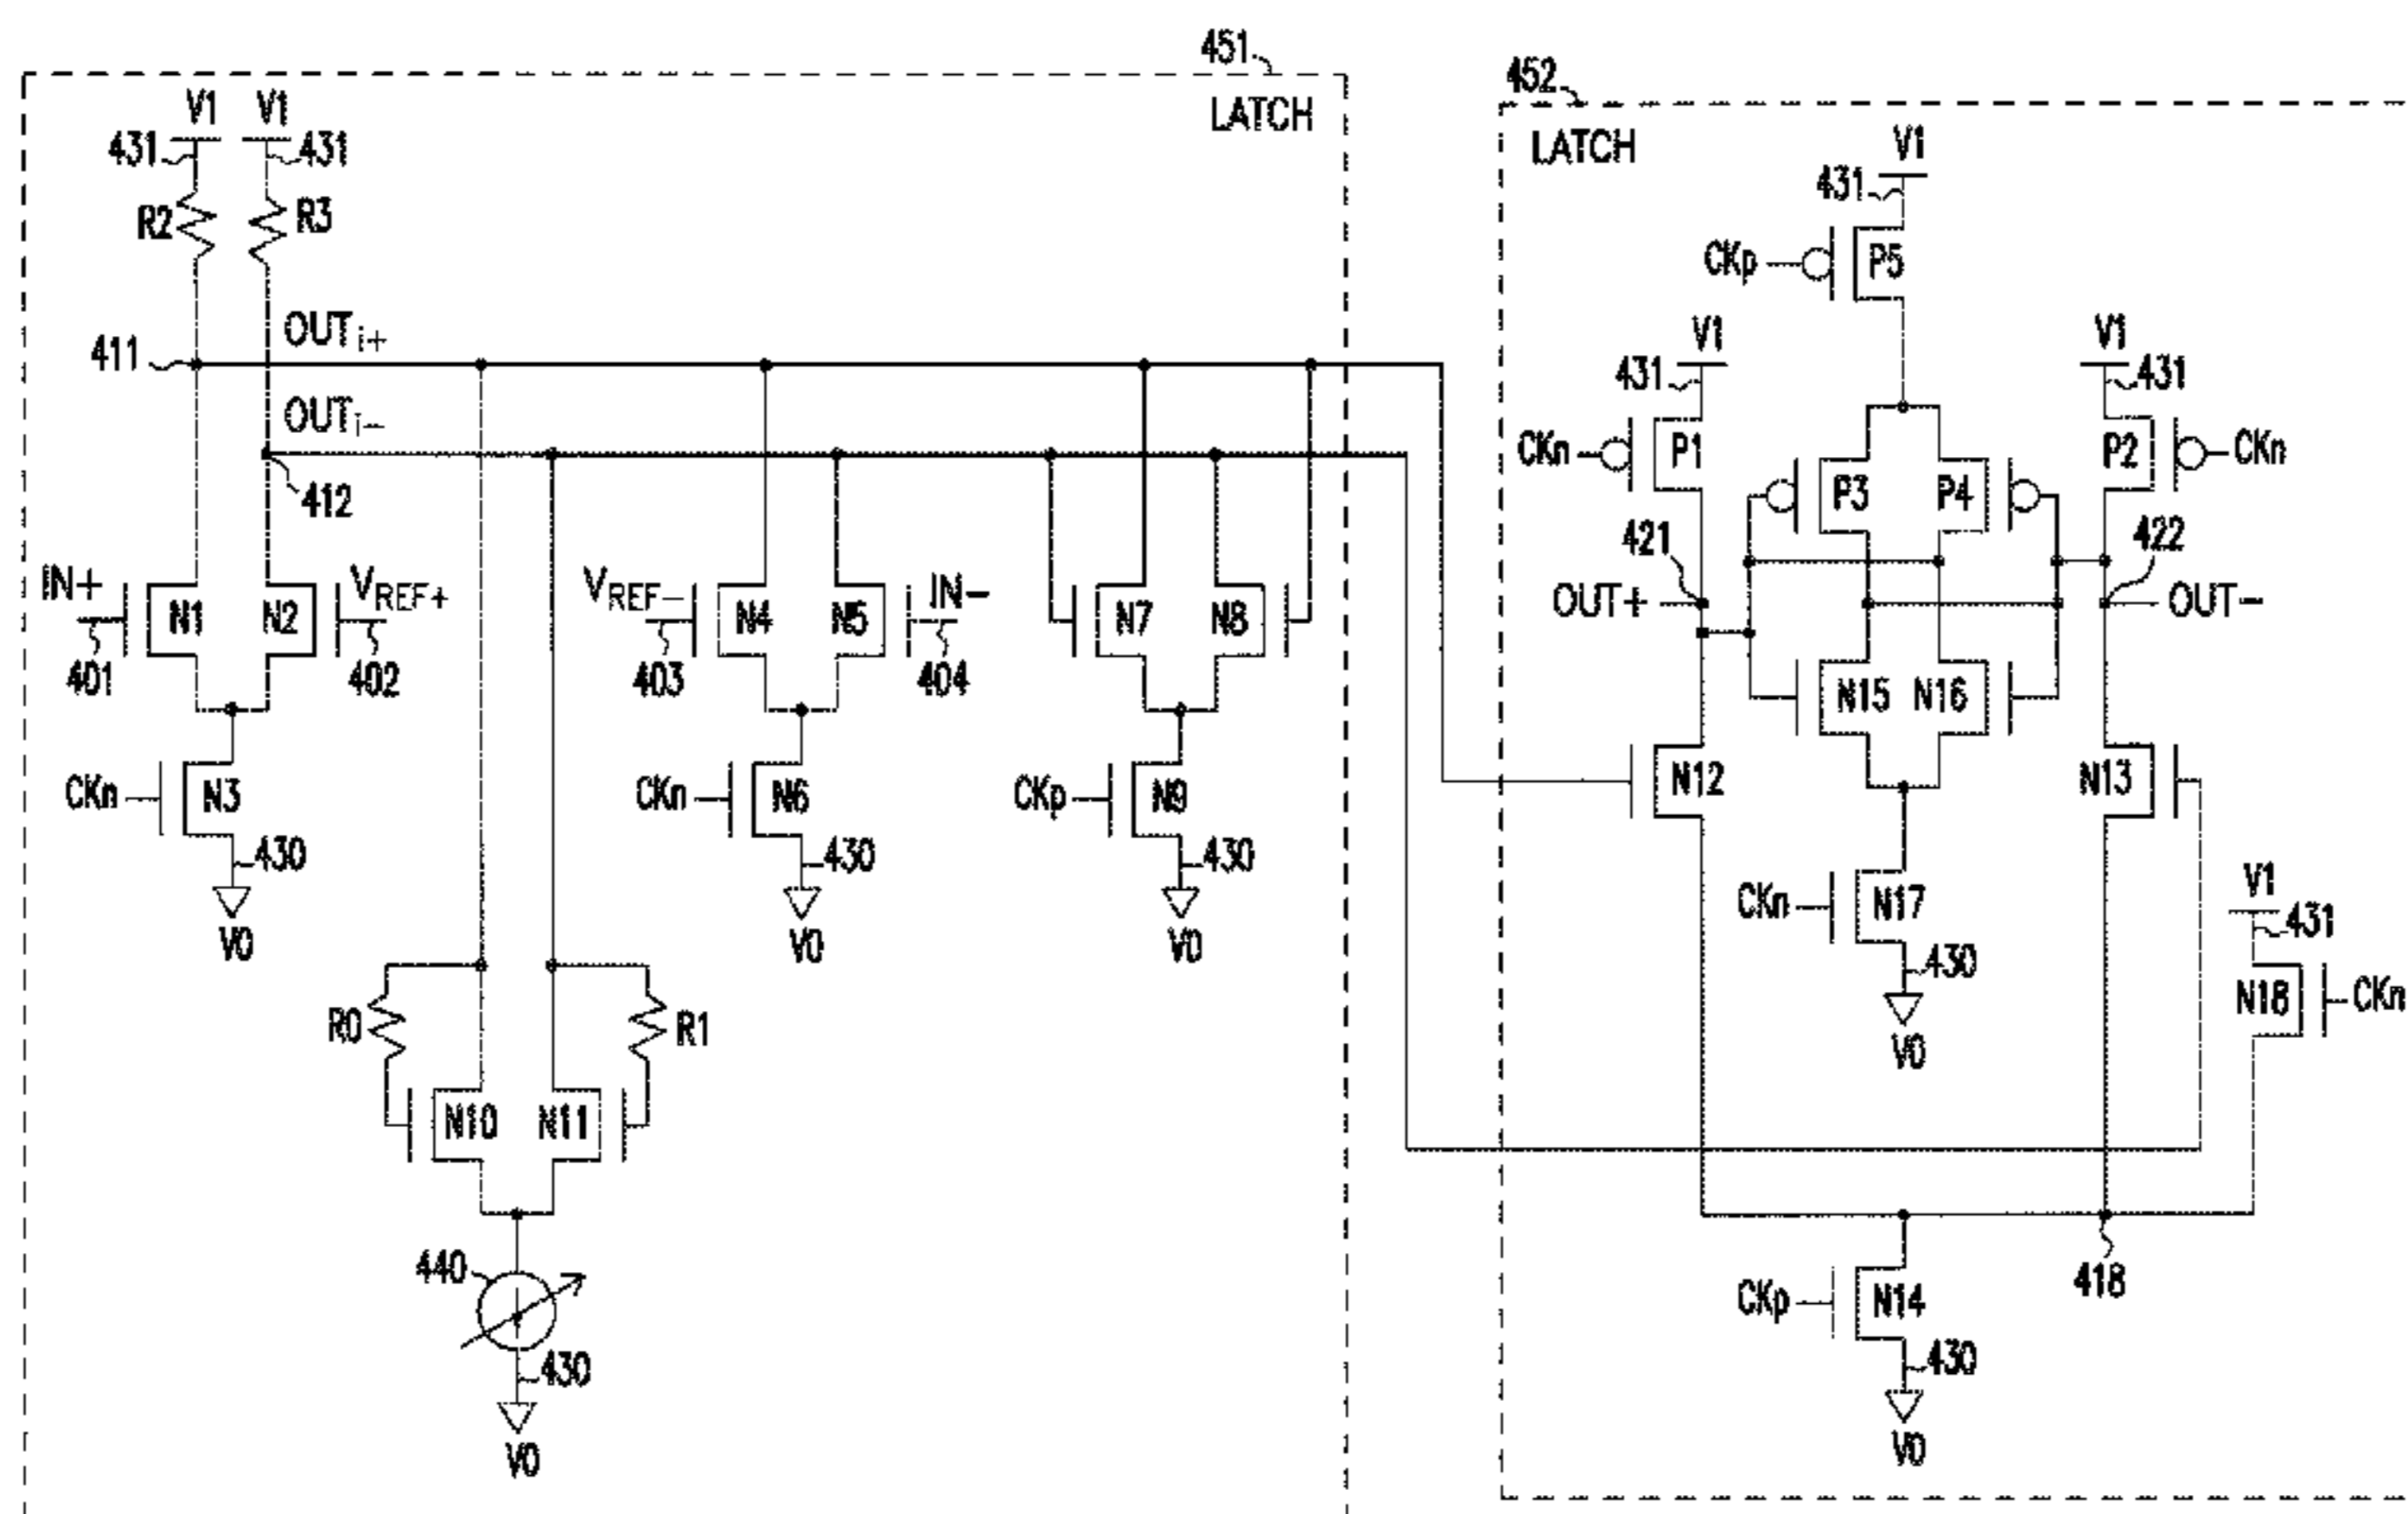 451
LATCH
V1 V1
431 431
R2 R3
OUTi+
411
OUTi-
412
IN+ N1 N2 VREF+
401 402
VREF- N4 N5 IN-
403 404
N7 N8
CKn N3
430
V0
CKn N6
430
V0
CKp N9
430
V0
R0 R1
N10 N11
440
430
V0
452
LATCH
V1
431
CKp P5
V1
431
V1
431
CKn P1
P2 CKn
P3 P4
421
422
OUT+
OUT-
N15 N16
N12
N13
CKn N17
430
V0
V1
431
N18 CKn
418
CKp N14
430
V0